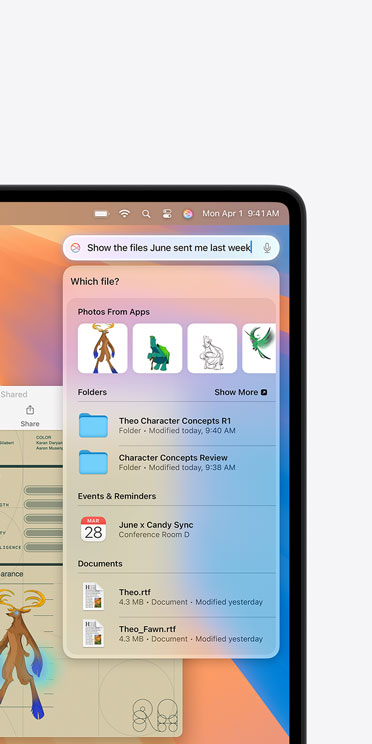 Mon Apr 1 9:41 AM
Show the files June sent me last week
Which file?
Photos From Apps
Folders
Show More
Theo Character Concepts R1
Folder • Modified today, 9:40 AM
Character Concepts Review
Folder • Modified today, 9:38 AM
Events & Reminders
MAR
28
June x Candy Sync
Conference Room D
Documents
Theo.rtf
4.3 MB • Document • Modified yesterday
Theo_Fawn.rtf
4.3 MB • Document • Modified yesterday
Shared
Share
COLOR